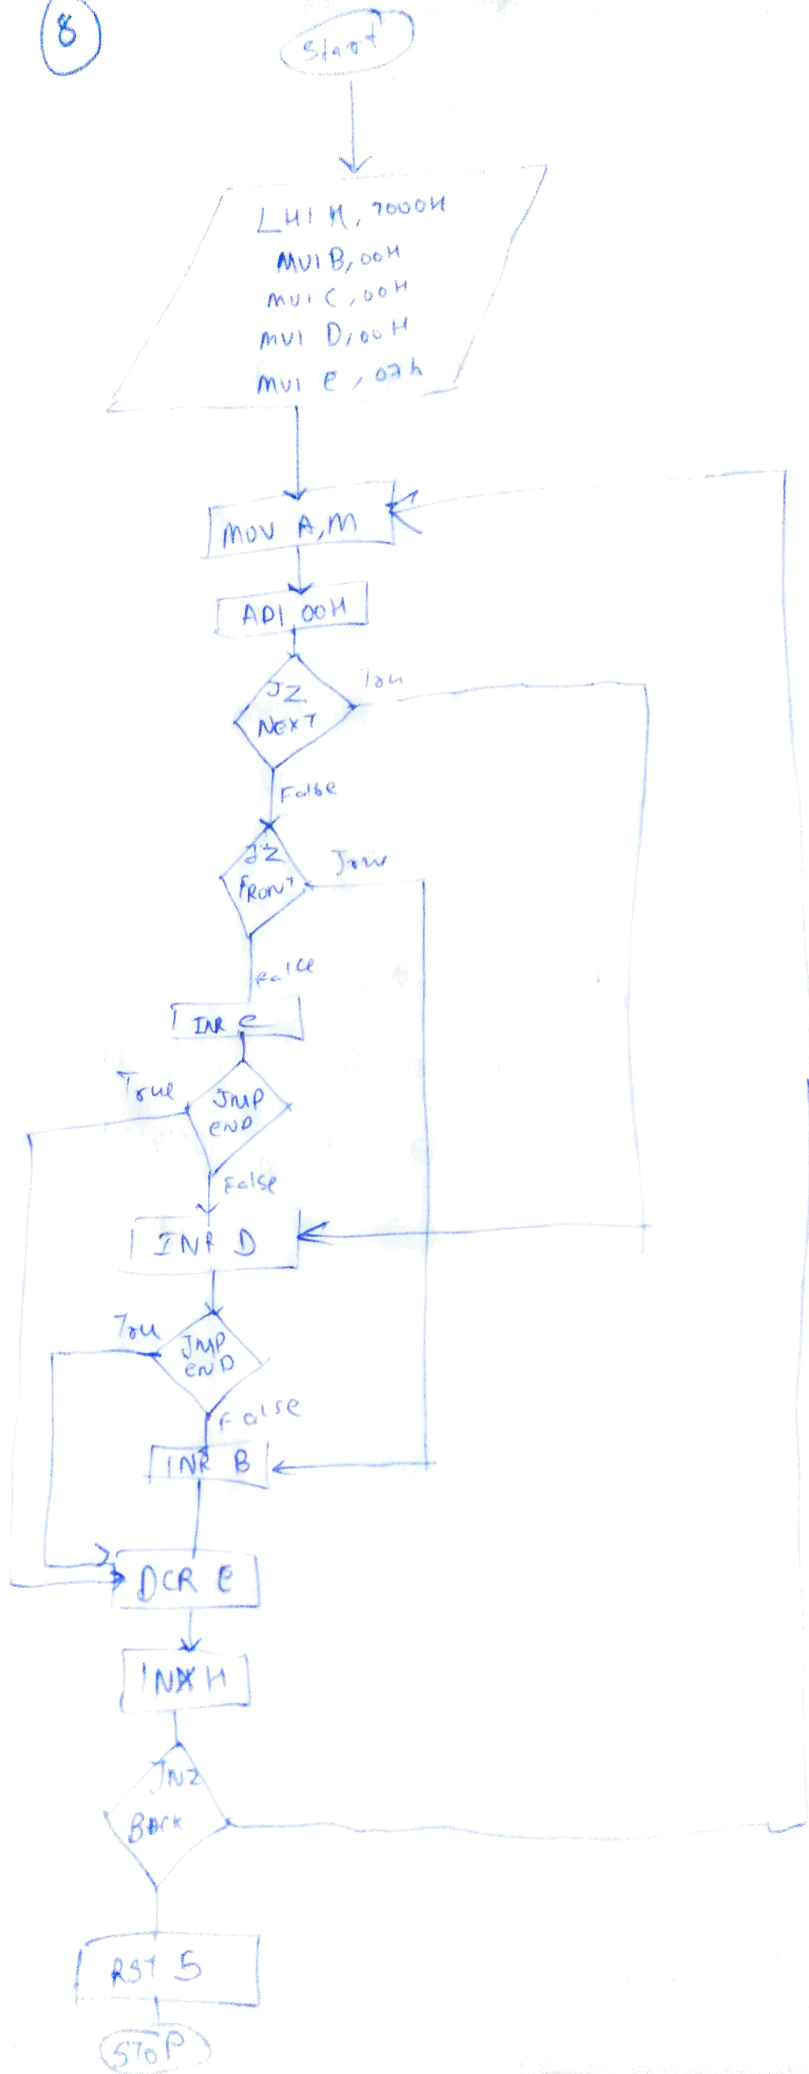 8
Start
LHI H, 7000H
MVI B, 00H
MVI C, 00H
MVI D, 00H
MVI E, 07h
MOV A,M
ADI 00H
JZ
NEXT
False
JZ
FRONT
True
False
INR C
True
JMP
END
False
INR D
JMP
END
False
INR B
DCR E
INX H
JNZ
BACK
RST 5
STOP